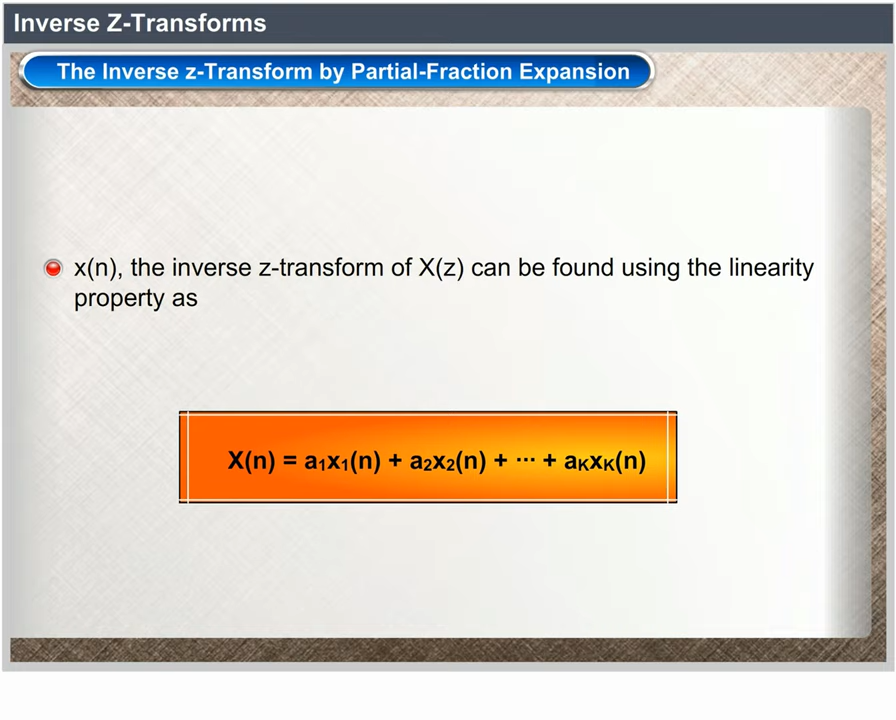 Inverse Z-Transforms
The Inverse z-Transform by Partial-Fraction Expansion
x(n), the inverse z-transform of X(z) can be found using the linearity
property as
X(n) = a₁x₁(n) + a₂x₂(n) + ··· + aₖxₖ(n)